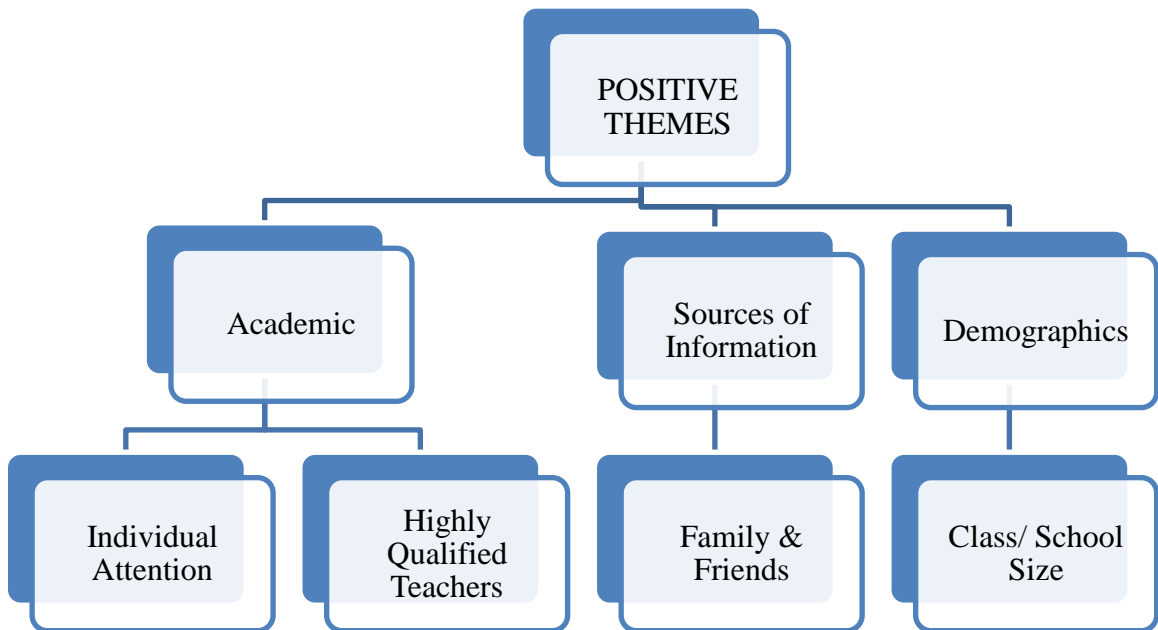 POSITIVE
THEMES
Academic
Sources of
Information
Demographics
Individual
Attention
Highly
Qualified
Teachers
Family &
Friends
Class/ School
Size